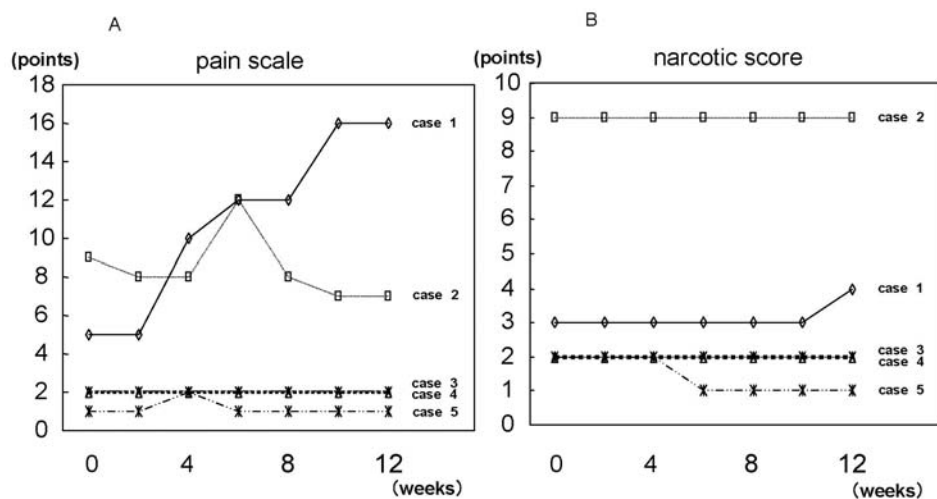 A
(points)
pain scale
18
16
14
12
10
8
6
4
2
0
case 1
case 2
case 3
case 4
case 5
0 4 8 12
(weeks)
B
(points)
narcotic score
10
9
8
7
6
5
4
3
2
1
0
case 2
case 1
case 3
case 4
case 5
0 4 8 12
(weeks)